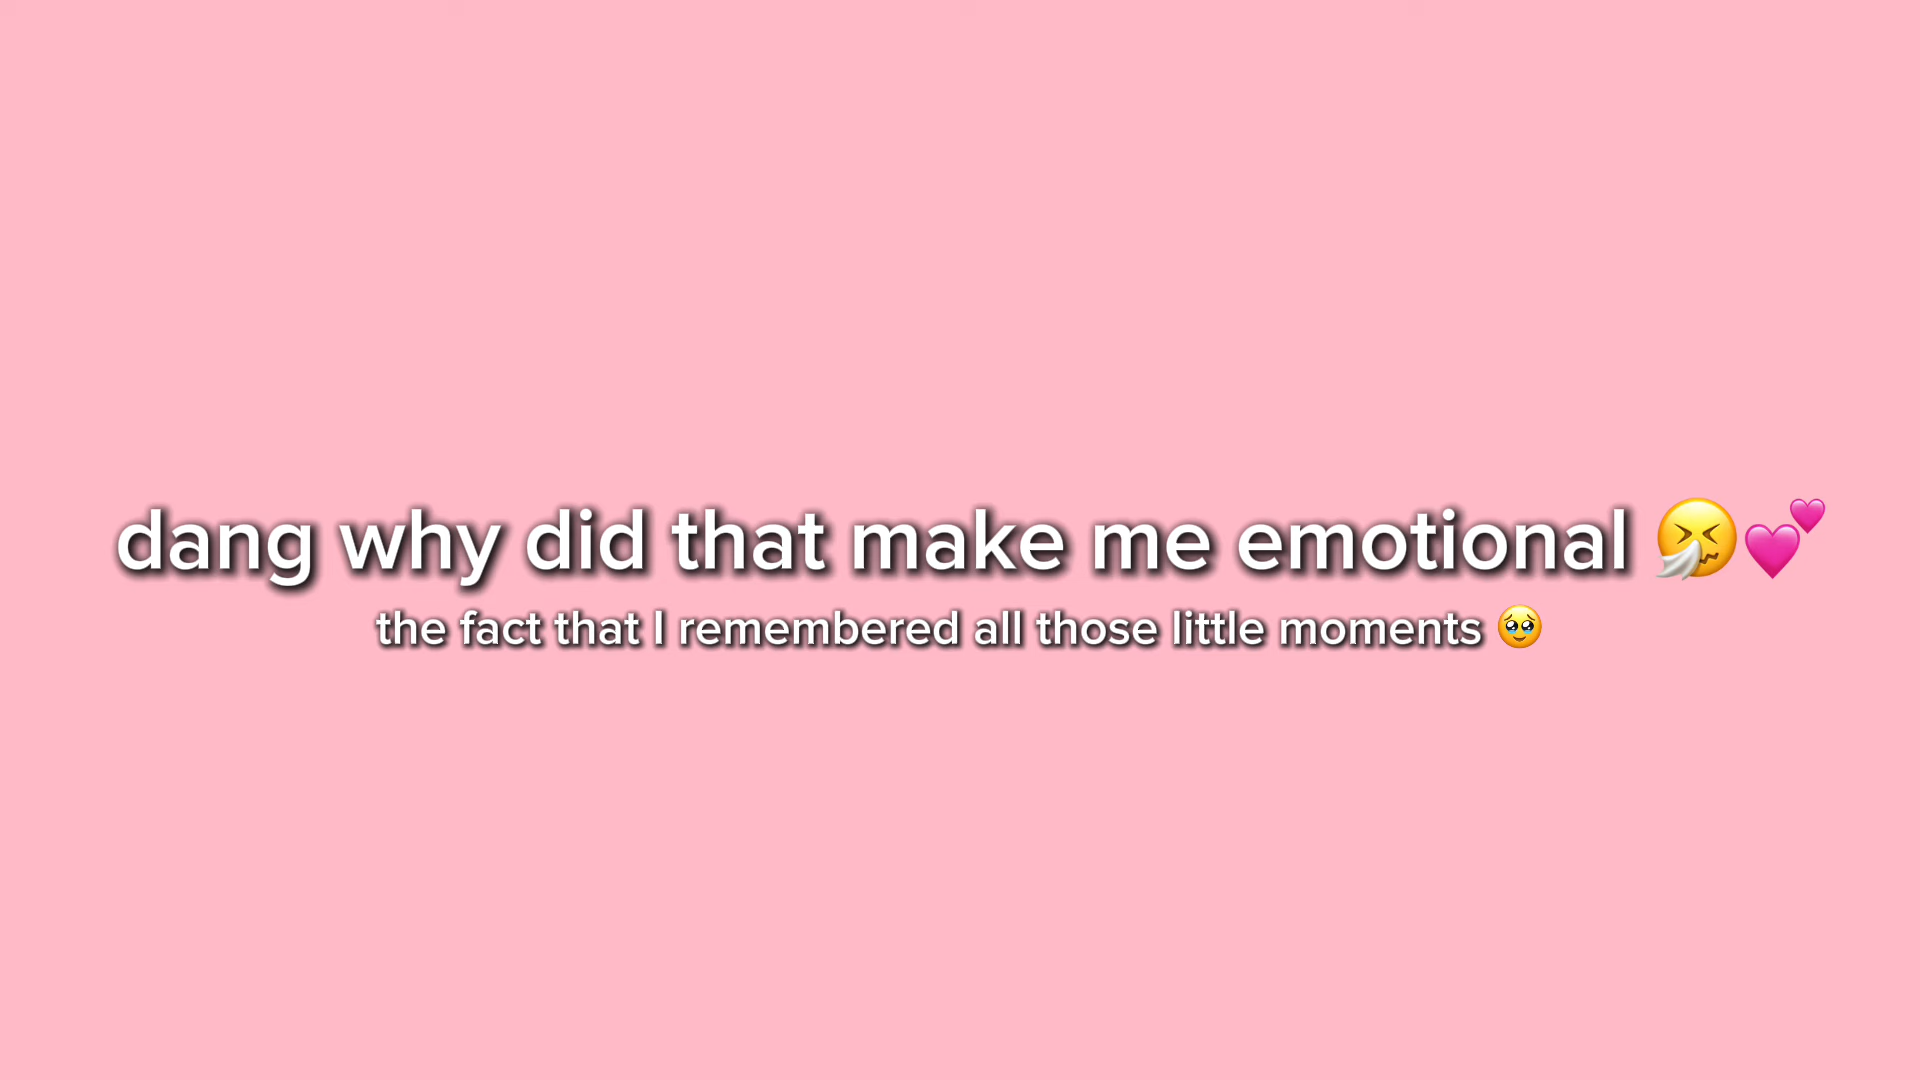 dang why did that make me emotional 🤧💕
the fact that I remembered all those little moments 🥹